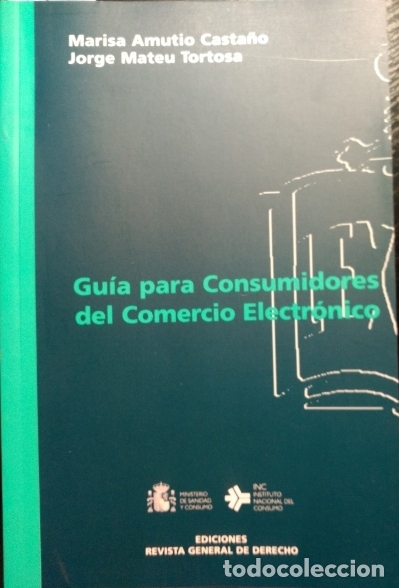 Marisa Amutio Castaño
Jorge Mateu Tortosa
Guía para Consumidores
del Comercio Electrónico
MINISTERIO
DE SANIDAD
Y CONSUMO
INC
INSTITUTO
NACIONAL DEL
CONSUMO
EDICIONES
REVISTA GENERAL DE DERECHO
todocoleccion